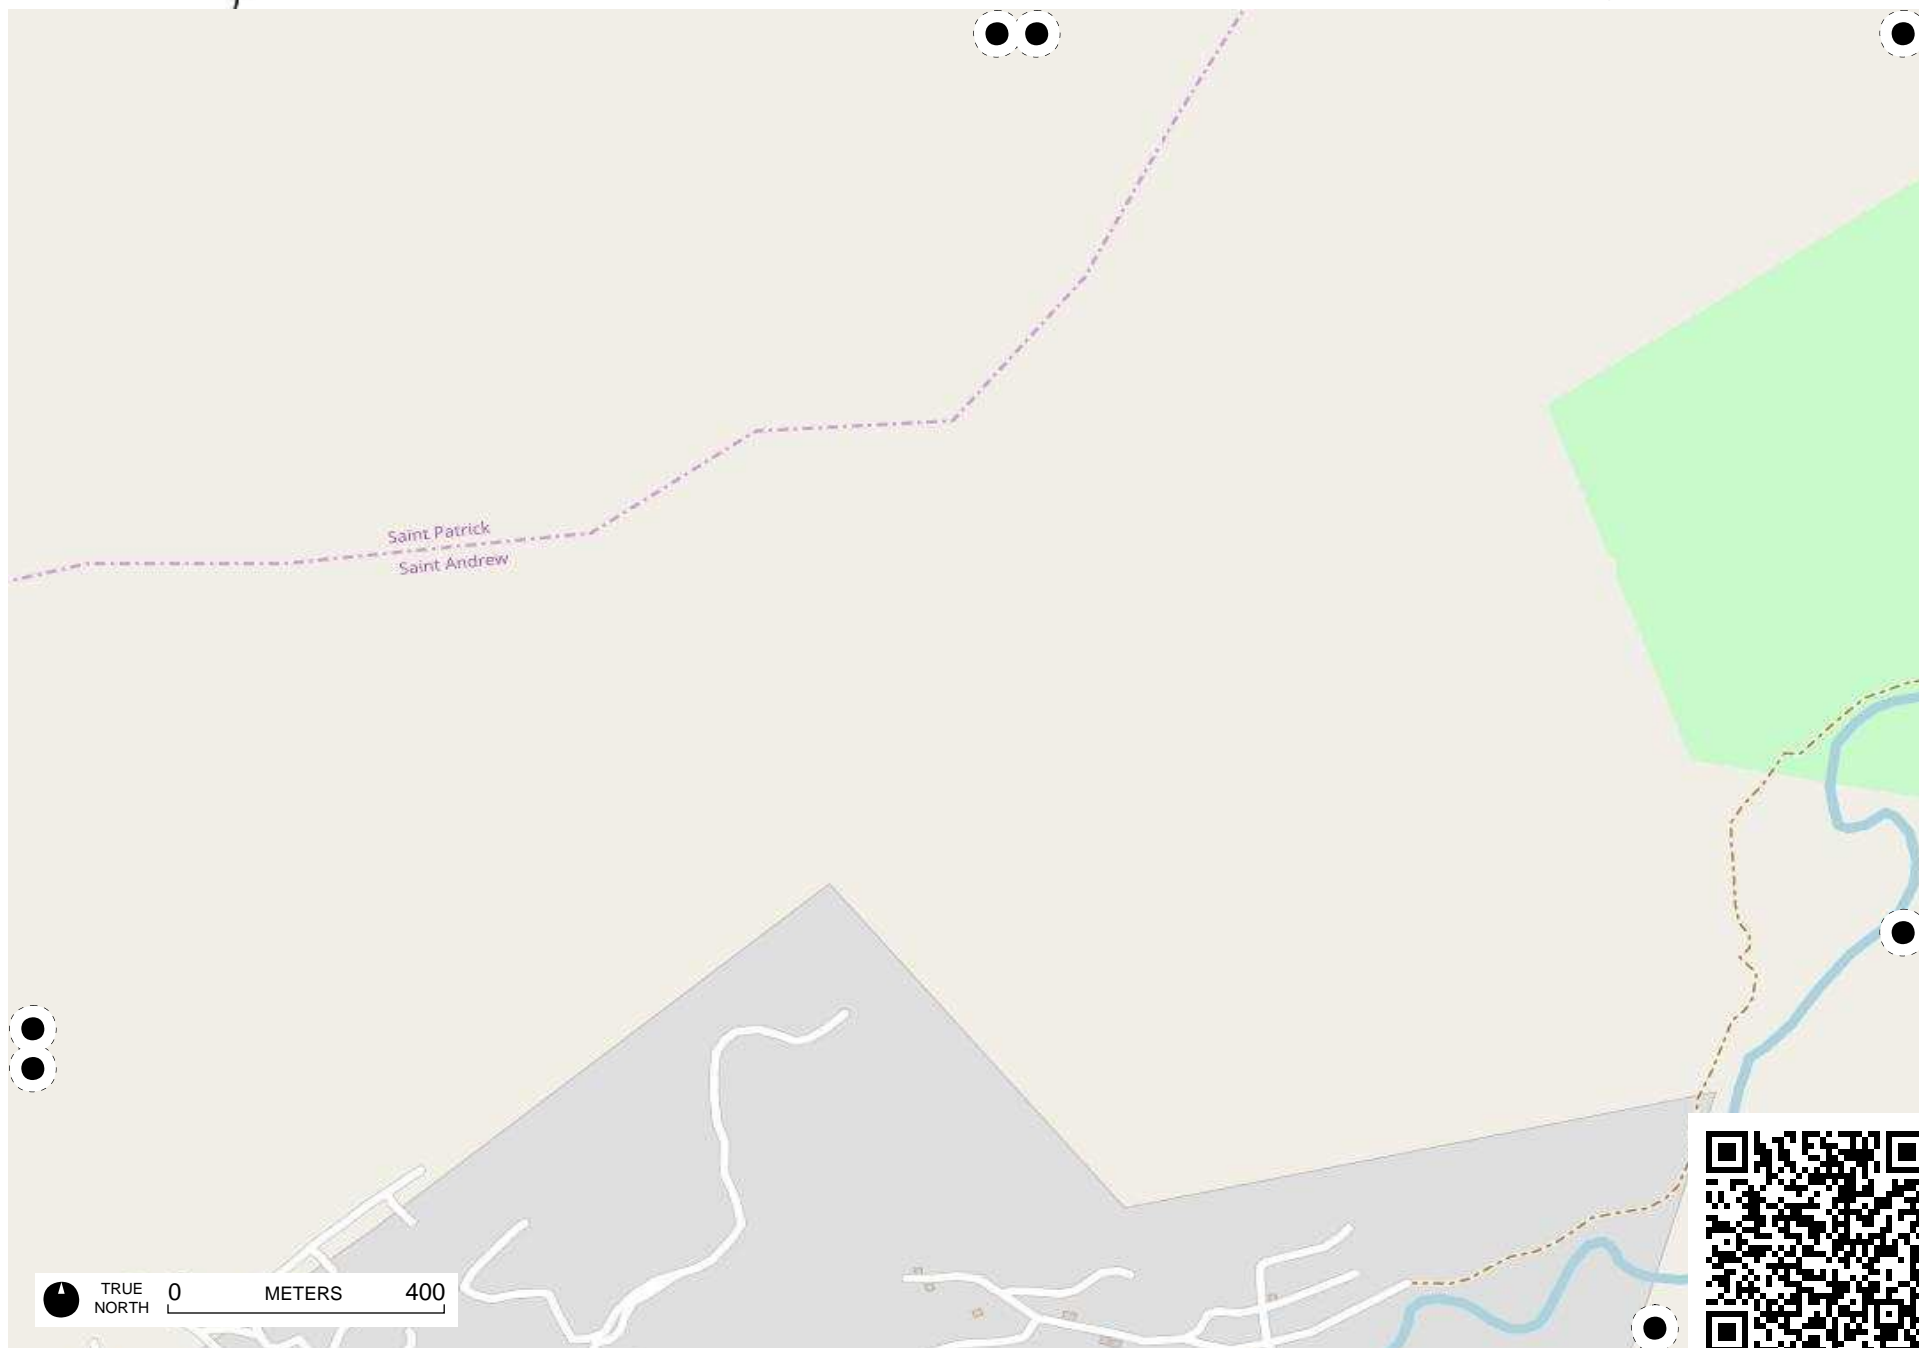 Saint Patrick
Saint Andrew
TRUE
NORTH
0 METERS 400